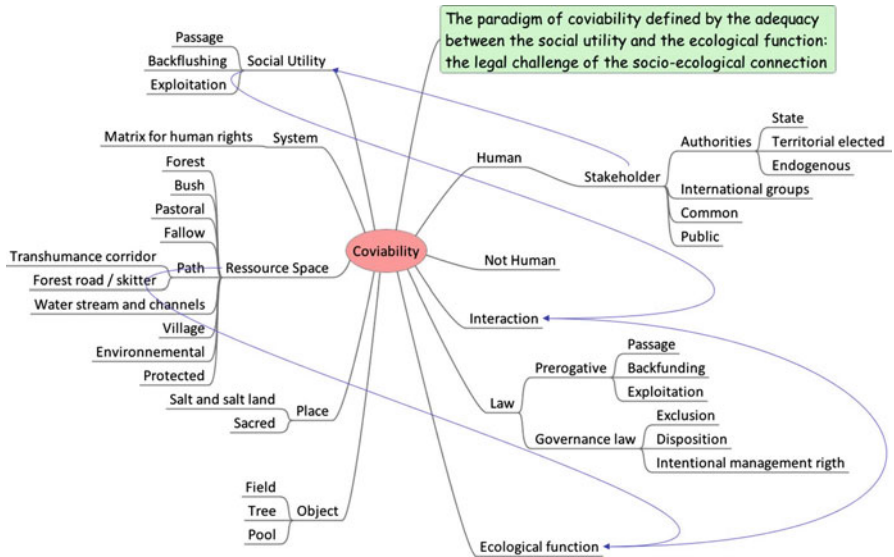 The paradigm of coviability defined by the adequacy
between the social utility and the ecological function:
the legal challenge of the socio-ecological connection
Passage
Backflushing
Exploitation
Social Utility
Matrix for human rights
System
Forest
Bush
Pastoral
Fallow
Transhumance corridor
Forest road / skitter
Path
Water stream and channels
Village
Environnemental
Protected
Ressource Space
Salt and salt land
Sacred
Place
Field
Tree
Pool
Object
Coviability
Human
Stakeholder
Authorities
State
Territorial elected
Endogenous
International groups
Common
Public
Not Human
Interaction
Law
Prerogative
Passage
Backfunding
Exploitation
Governance law
Exclusion
Disposition
Intentional management rigth
Ecological function